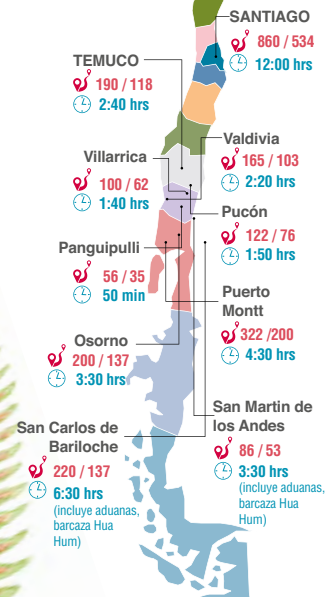 SANTIAGO
860 / 534
12:00 hrs
TEMUCO
190 / 118
2:40 hrs
Valdivia
165 / 103
2:20 hrs
Villarrica
100 / 62
1:40 hrs
Pucón
122 / 76
1:50 hrs
Panguipulli
56 / 35
50 min
Puerto
Montt
322 /200
4:30 hrs
Osorno
200 / 137
3:30 hrs
San Martin de
los Andes
86 / 53
3:30 hrs
(incluye aduanas,
barcaza Hua
Hum)
San Carlos de
Bariloche
220 / 137
6:30 hrs
(incluye aduanas,
barcaza Hua
Hum)